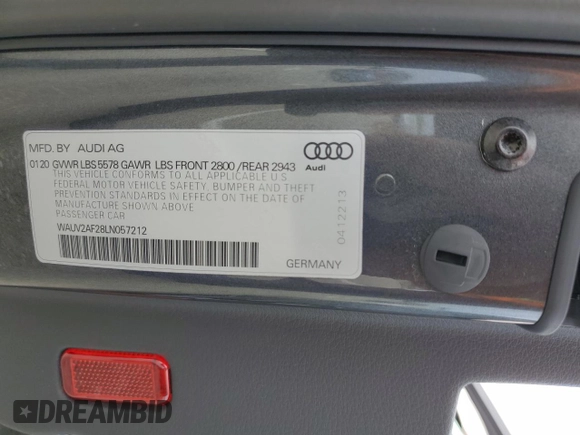 MFD. BY AUDI AG
0120 GVWR LBS 5578 GAWR LBS FRONT 2800 /REAR 2943
THIS VEHICLE CONFORMS TO ALL APPLICABLE U.S
FEDERAL MOTOR VEHICLE SAFETY, BUMPER AND THEFT
PREVENTION STANDARDS IN EFFECT ON THE DATE OF
MANUFACTURE SHOWN ABOVE
PASSENGER CAR
WAUV2AF28LN057212
Audi
0412213
GERMANY
DREAMBID